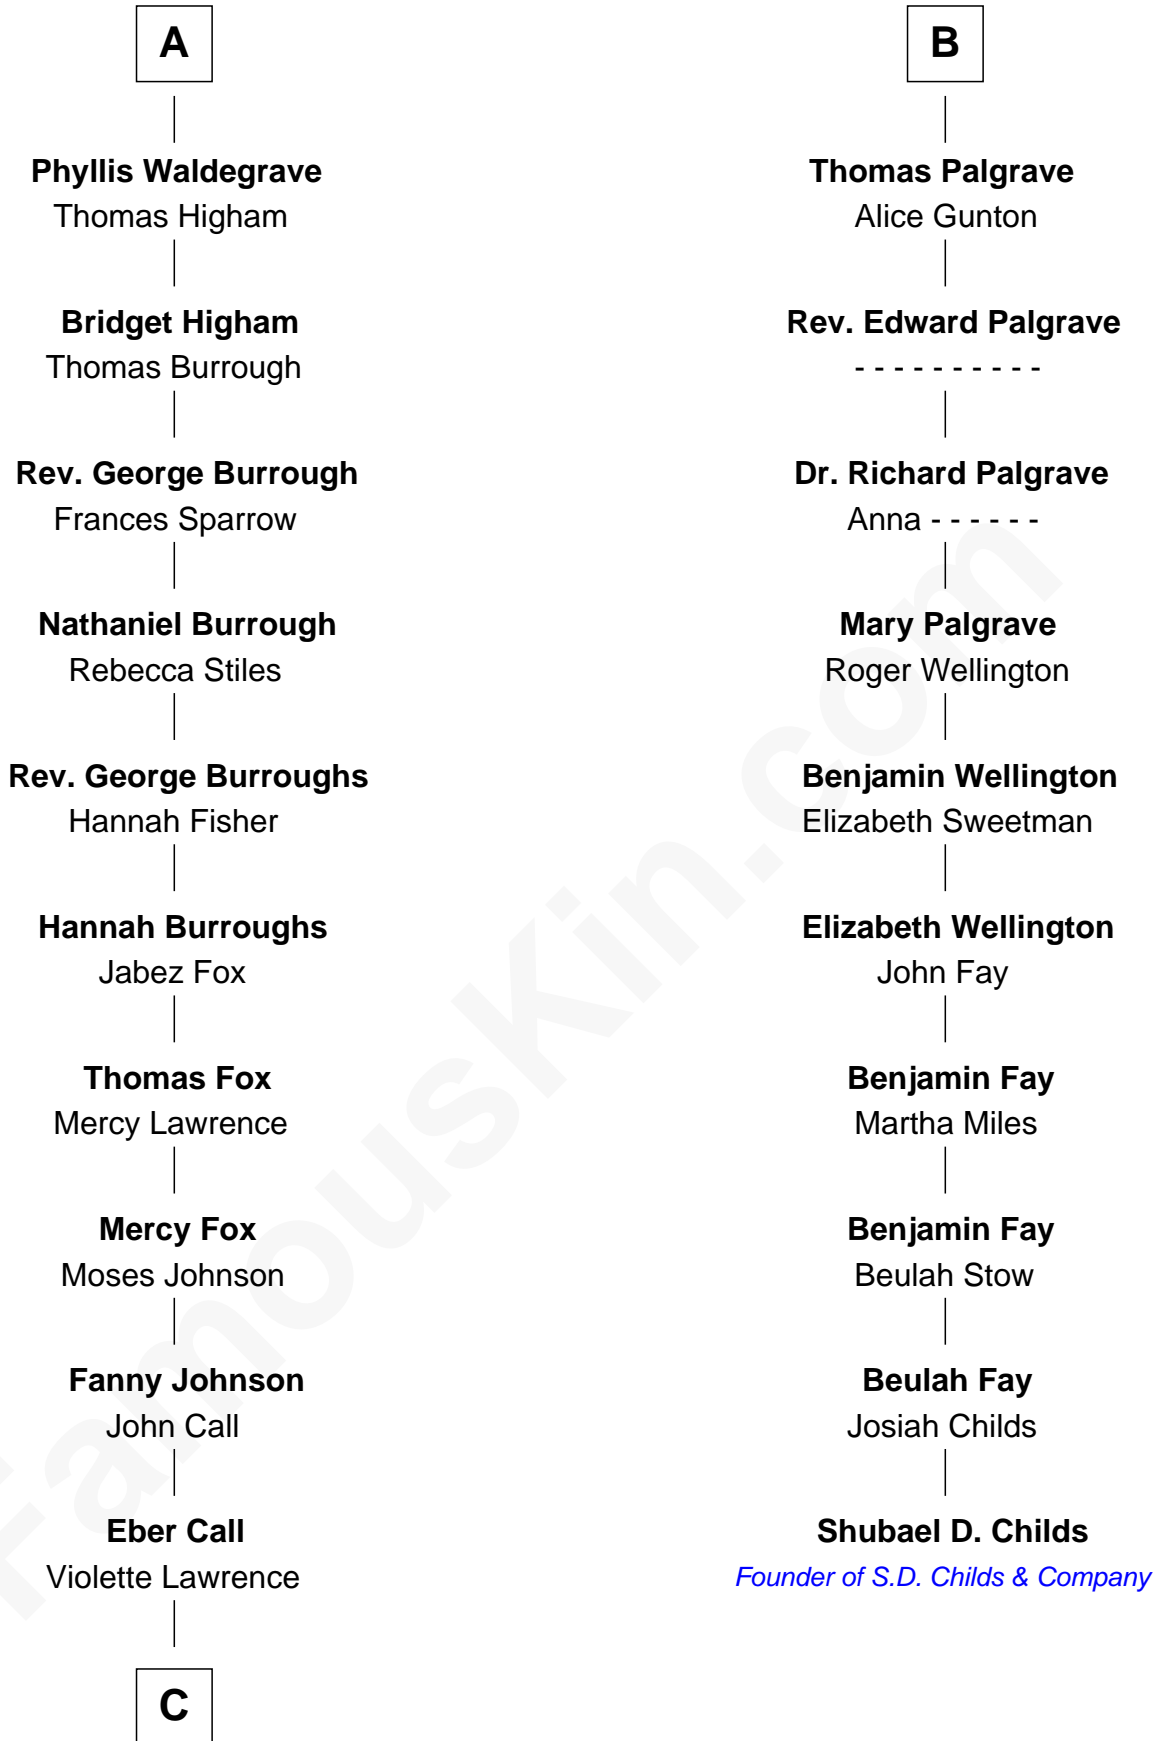 A
Phyllis Waldegrave
Thomas Higham
Bridget Higham
Thomas Burrough
Rev. George Burrough
Frances Sparrow
Nathaniel Burrough
Rebecca Stiles
Rev. George Burroughs
Hannah Fisher
Hannah Burroughs
Jabez Fox
Thomas Fox
Mercy Lawrence
Mercy Fox
Moses Johnson
Fanny Johnson
John Call
Eber Call
Violette Lawrence
C
B
Thomas Palgrave
Alice Gunton
Rev. Edward Palgrave
- - - - - - - - - -
Dr. Richard Palgrave
Anna - - - - - -
Mary Palgrave
Roger Wellington
Benjamin Wellington
Elizabeth Sweetman
Elizabeth Wellington
John Fay
Benjamin Fay
Martha Miles
Benjamin Fay
Beulah Stow
Beulah Fay
Josiah Childs
Shubael D. Childs
Founder of S.D. Childs & Company
FamousKin.com